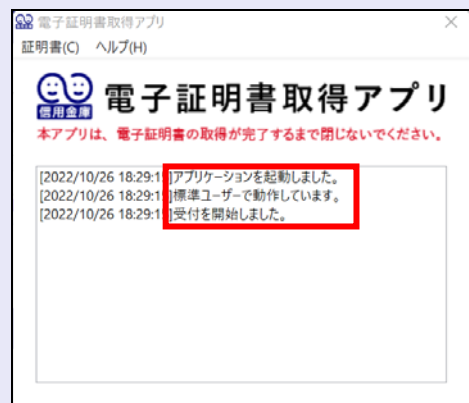 電子証明書取得アプリ
証明書(C) ヘルプ(H)
信用金庫
電子証明書取得アプリ
本アプリは、電子証明書の取得が完了するまで閉じないでください。
[2022/10/26 18:29:1 ]アプリケーションを起動しました。
[2022/10/26 18:29:1 ]標準ユーザーで動作しています。
[2022/10/26 18:29:1 ]受付を開始しました。